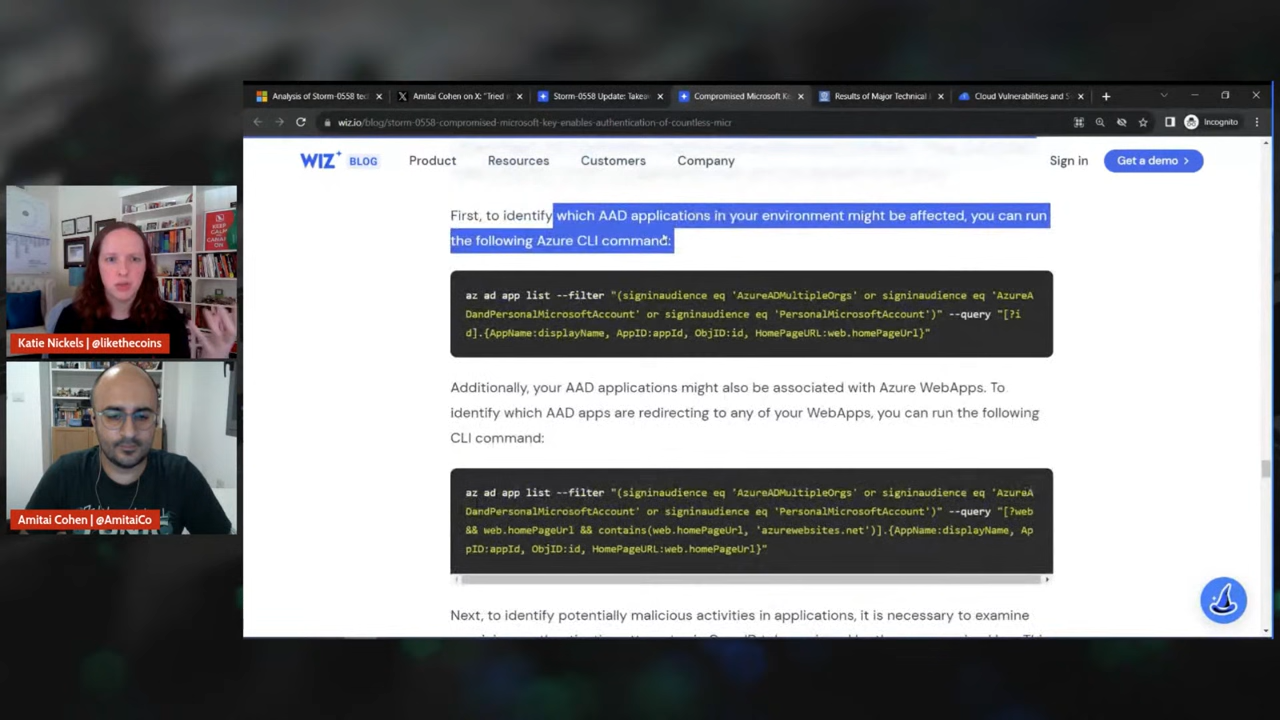 Analysis of Storm-0558 tec
Amitai Cohen on X: "Tried
Storm-0558 Update: Takea
Compromised Microsoft Ke
Results of Major Technical
Cloud Vulnerabilities and S
wiz.io/blog/storm-0558-compromised-microsoft-key-enables-authentication-of-countless-micr
Incognito
WIZ BLOG
Product
Resources
Customers
Company
Sign in
Get a demo
First, to identify which AAD applications in your environment might be affected, you can run
the following Azure CLI command:
az ad app list --filter "(signinaudience eq 'AzureADMultipleOrgs' or signinaudience eq 'AzureA
DandPersonalMicrosoftAccount' or signinaudience eq 'PersonalMicrosoftAccount')" --query "[?i
d].{AppName:displayName, AppID:appId, ObjID:id, HomePageURL:web.homePageUrl}"
Additionally, your AAD applications might also be associated with Azure WebApps. To
identify which AAD apps are redirecting to any of your WebApps, you can run the following
CLI command:
az ad app list --filter "(signinaudience eq 'AzureADMultipleOrgs' or signinaudience eq 'AzureA
DandPersonalMicrosoftAccount' or signinaudience eq 'PersonalMicrosoftAccount')" --query "[?web
&& web.homePageUrl && contains(web.homePageUrl, 'azurewebsites.net')].{AppName:displayName, Ap
pID:appId, ObjID:id, HomePageURL:web.homePageUrl}"
Next, to identify potentially malicious activities in applications, it is necessary to examine
Katie Nickels | @likethecoins
Amitai Cohen | @AmitaiCo